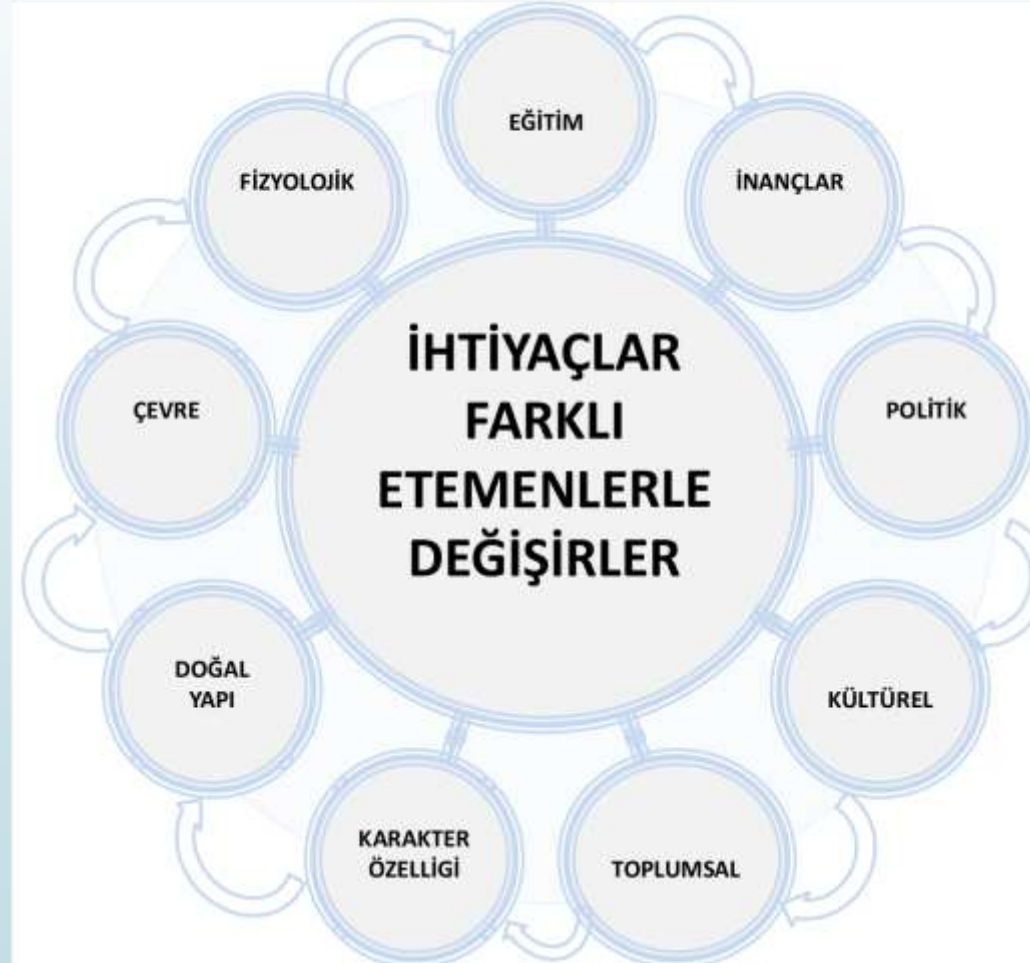 EĞİTİM
İNANÇLAR
POLİTİK
KÜLTÜREL
TOPLUMSAL
KARAKTER
ÖZELLİGİ
DOĞAL
YAPI
ÇEVRE
FİZYOLOJİK
İHTİYAÇLAR
FARKLI
ETEMENLERLE
DEĞİŞİRLER